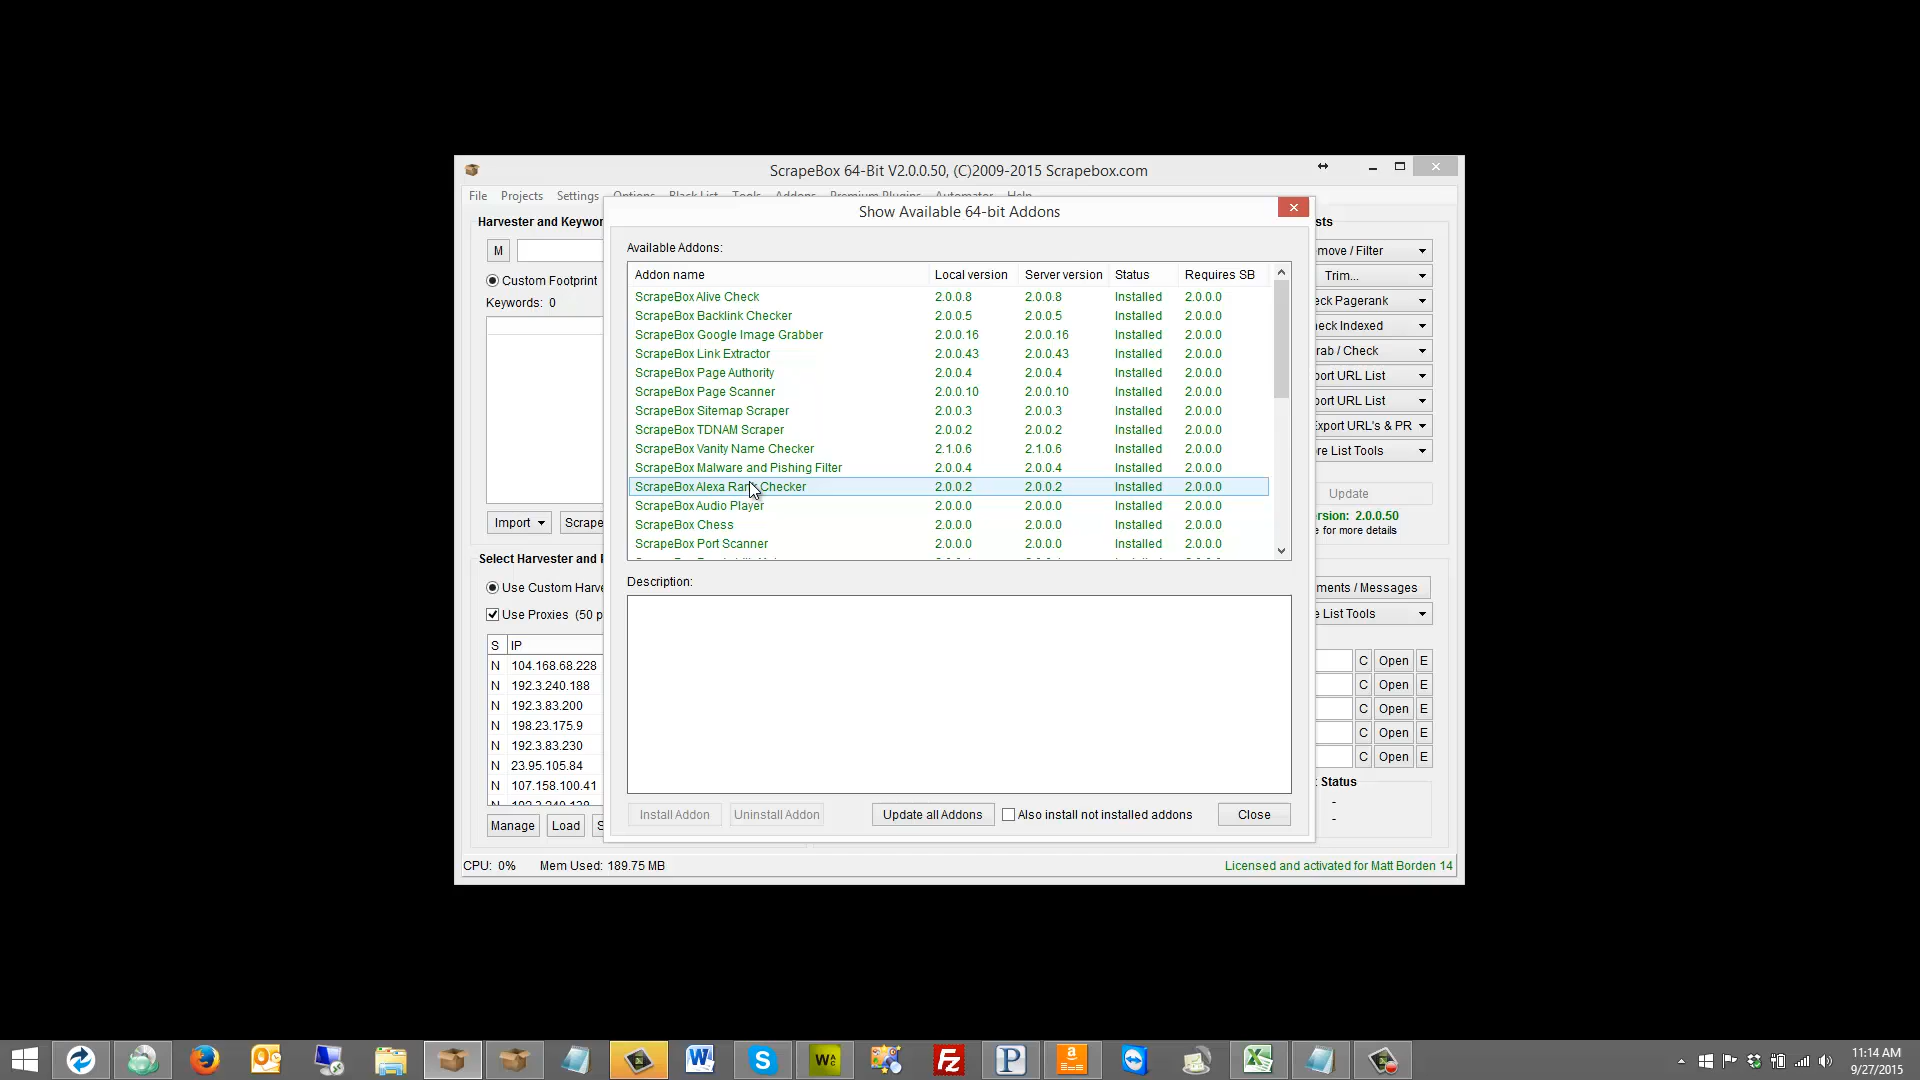 ScrapeBox 64-Bit V2.0.0.50, (C)2009-2015 Scrapebox.com
File Projects Settings Options Black List Tools Addons Premium Plugins Automator Help
Show Available 64-bit Addons
Harvester and Keywor
M
Custom Footprint
Keywords: 0
Import
Scrape
Available Addons:
Addon name Local version Server version Status Requires SB
ScrapeBox Alive Check 2.0.0.8 2.0.0.8 Installed 2.0.0.0
ScrapeBox Backlink Checker 2.0.0.5 2.0.0.5 Installed 2.0.0.0
ScrapeBox Google Image Grabber 2.0.0.16 2.0.0.16 Installed 2.0.0.0
ScrapeBox Link Extractor 2.0.0.43 2.0.0.43 Installed 2.0.0.0
ScrapeBox Page Authority 2.0.0.4 2.0.0.4 Installed 2.0.0.0
ScrapeBox Page Scanner 2.0.0.10 2.0.0.10 Installed 2.0.0.0
ScrapeBox Sitemap Scraper 2.0.0.3 2.0.0.3 Installed 2.0.0.0
ScrapeBox TDNAM Scraper 2.0.0.2 2.0.0.2 Installed 2.0.0.0
ScrapeBox Vanity Name Checker 2.1.0.6 2.1.0.6 Installed 2.0.0.0
ScrapeBox Malware and Pishing Filter 2.0.0.4 2.0.0.4 Installed 2.0.0.0
ScrapeBox Alexa Rank Checker 2.0.0.2 2.0.0.2 Installed 2.0.0.0
ScrapeBox Audio Player 2.0.0.0 2.0.0.0 Installed 2.0.0.0
ScrapeBox Chess 2.0.0.0 2.0.0.0 Installed 2.0.0.0
ScrapeBox Port Scanner 2.0.0.0 2.0.0.0 Installed 2.0.0.0
Description:
Install Addon Uninstall Addon Update all Addons Also install not installed addons Close
sts
move / Filter
Trim...
eck Pagerank
eck Indexed
rab / Check
port URL List
port URL List
Export URL's & PR
re List Tools
Update
rsion: 2.0.0.50
e for more details
Select Harvester and P
Use Custom Harve
Use Proxies (50 p
S IP
N 104.168.68.228
N 192.3.240.188
N 192.3.83.200
N 198.23.175.9
N 192.3.83.230
N 23.95.105.84
N 107.158.100.41
Manage Load S
ments / Messages
e List Tools
C Open E
C Open E
C Open E
C Open E
C Open E
t Status
-
-
CPU: 0% Mem Used: 189.75 MB
Licensed and activated for Matt Borden 14
11:14 AM
9/27/2015